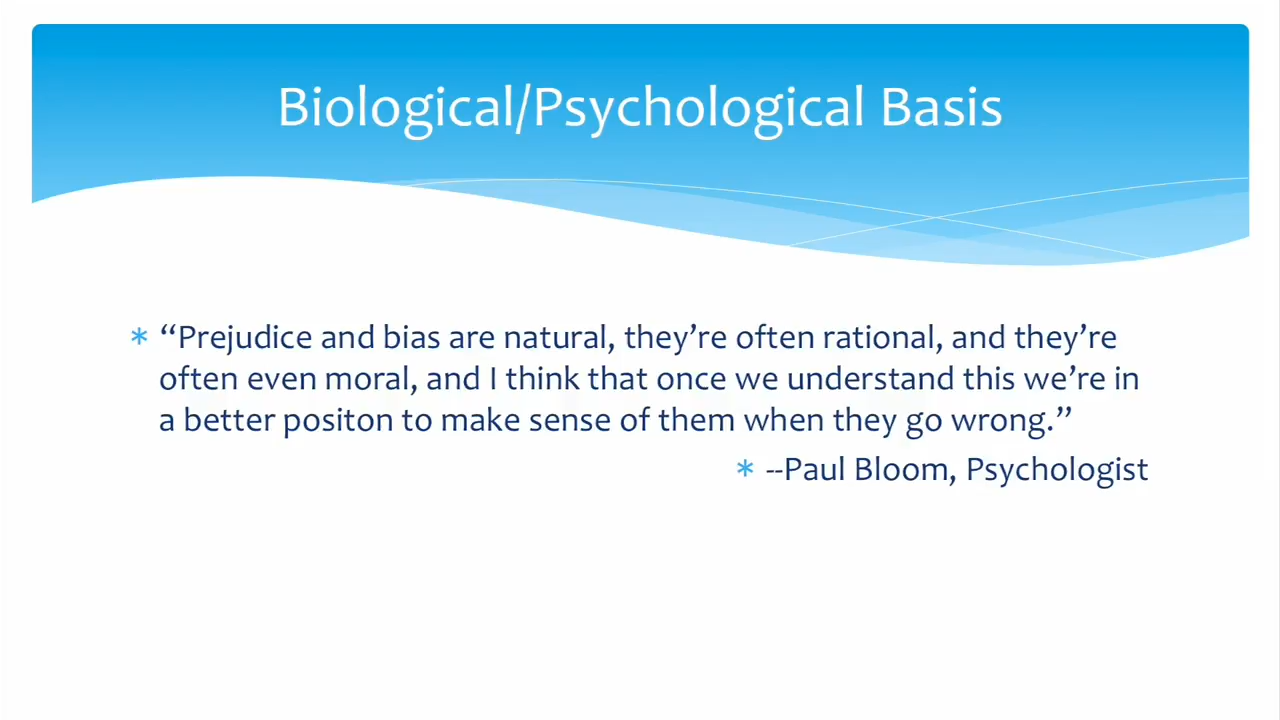 Biological/Psychological Basis
* “Prejudice and bias are natural, they’re often rational, and they’re
often even moral, and I think that once we understand this we’re in
a better positon to make sense of them when they go wrong.”
* --Paul Bloom, Psychologist